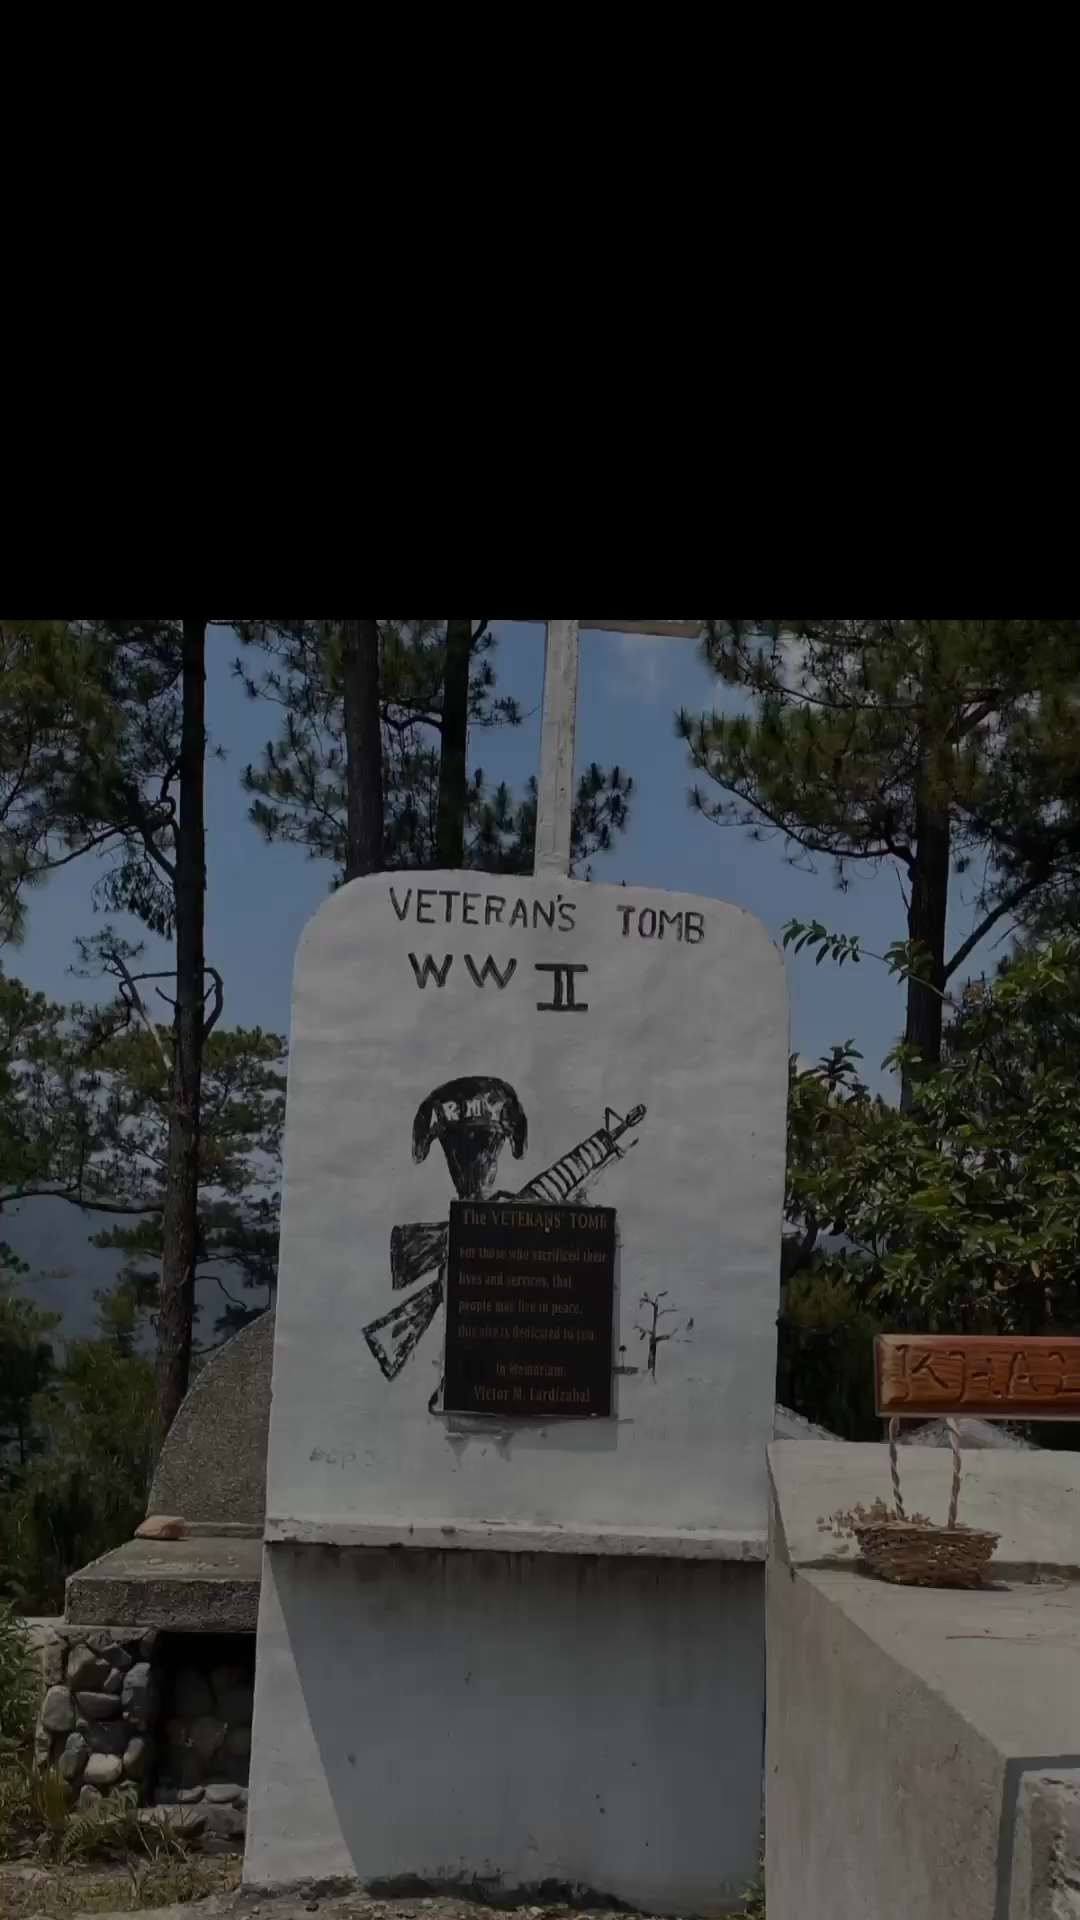 VETERAN'S TOMB
WW II
ARMY
The VETERANS' TOMB
For those who sacrificed their
lives and services, that
people may live in peace,
this site is dedicated to you.
In Memoriam,
Victor M. Lardizabal